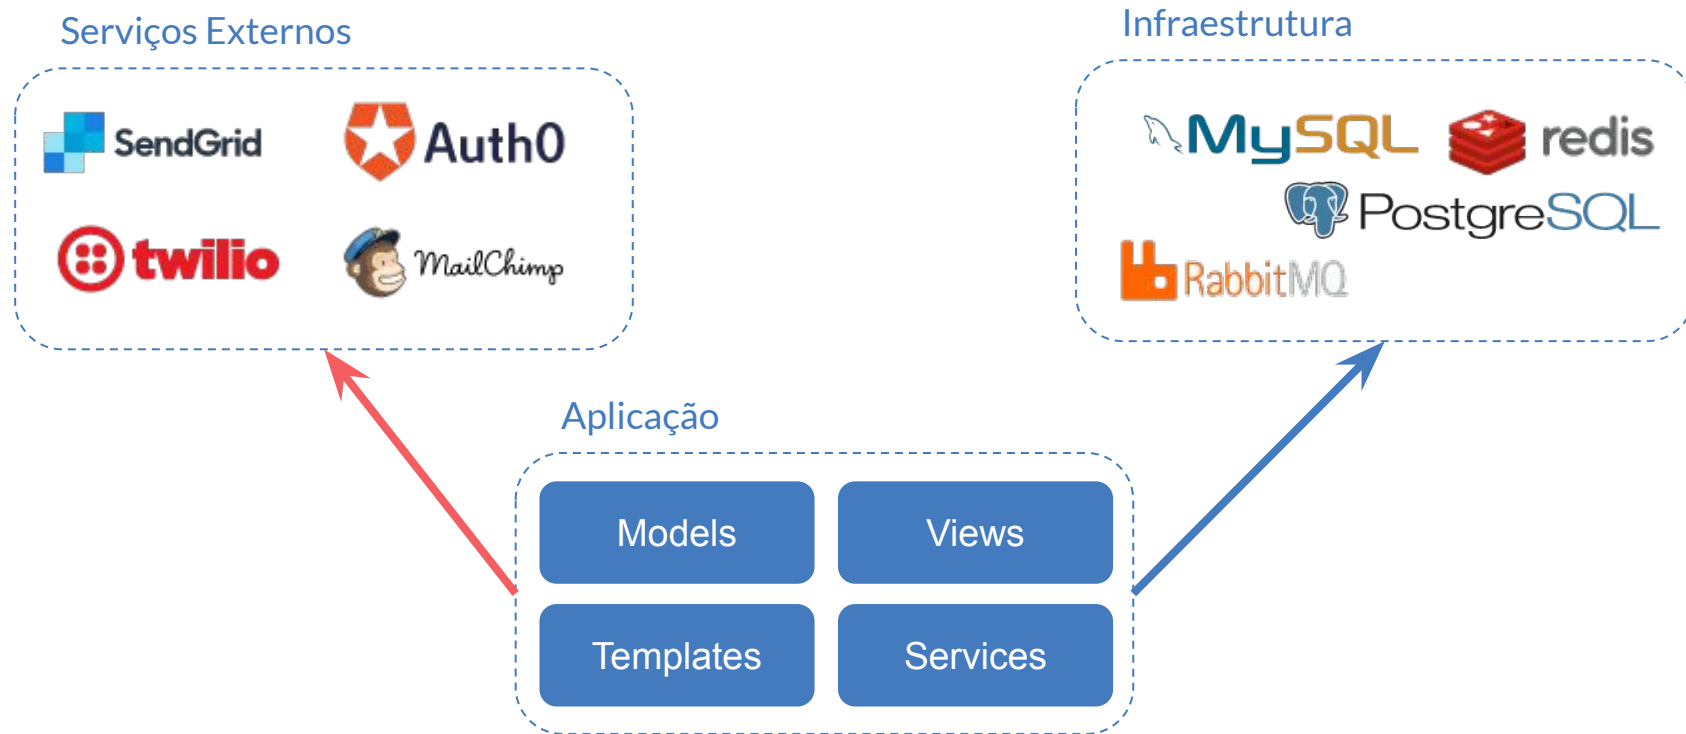 Serviços Externos
SendGrid
Auth0
twilio
MailChimp
Infraestrutura
MySQL
redis
PostgreSQL
RabbitMQ
Aplicação
Models
Views
Templates
Services